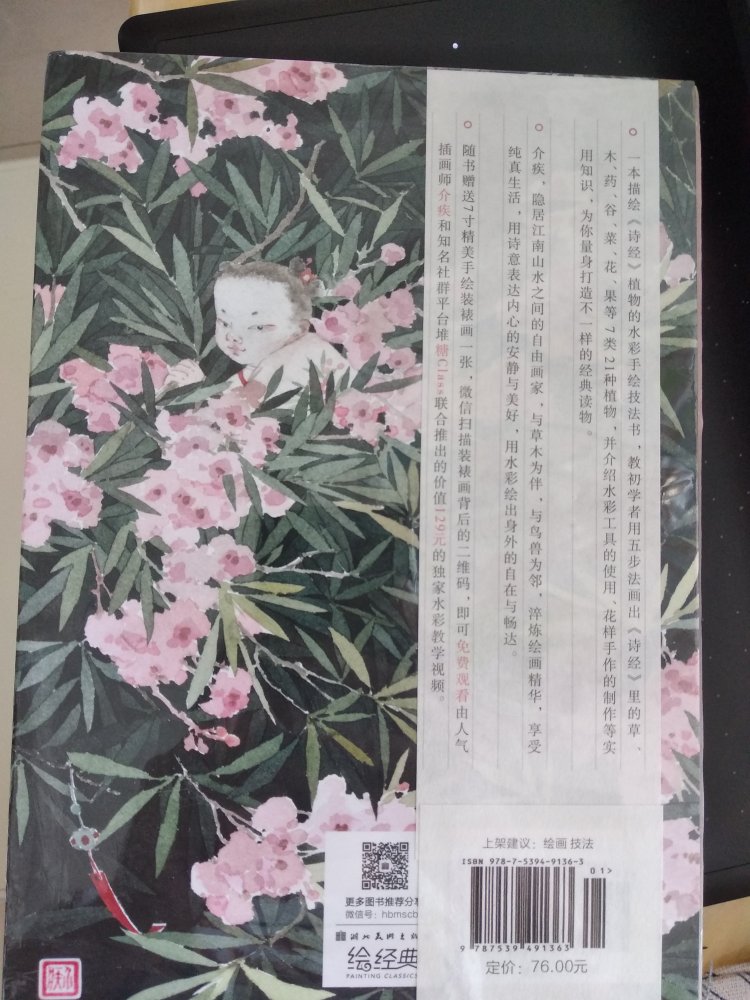 ○ 一本描绘《诗经》植物的水彩手绘技法书，教初学者用五步法画出《诗经》里的草、
木、药、谷、菜、花、果等7类21种植物，并介绍水彩工具的使用、花样手作的制作等实
用知识，为你量身打造不一样的经典读物。
○ 介疾，隐居江南山水之间的自由画家，与草木为伴，与鸟兽为邻，淬炼绘画精华，享受
纯真生活，用诗意表达内心的安静与美好，用水彩绘出身外的自在与畅达。
○ 随书赠送7寸精美手绘装裱画一张，微信扫描装裱画背后的二维码，即可免费观看由人气
插画师介疾和知名社群平台堆糖Class联合推出的价值129元的独家水彩教学视频。
更多图书推荐分享
微信号：hbmscb
湖北美术出版
绘经典
PAINTING CLASSICS
上架建议：绘画 技法
ISBN 978-7-5394-9136-3
01>
9 787539 491363
定价：76.00元